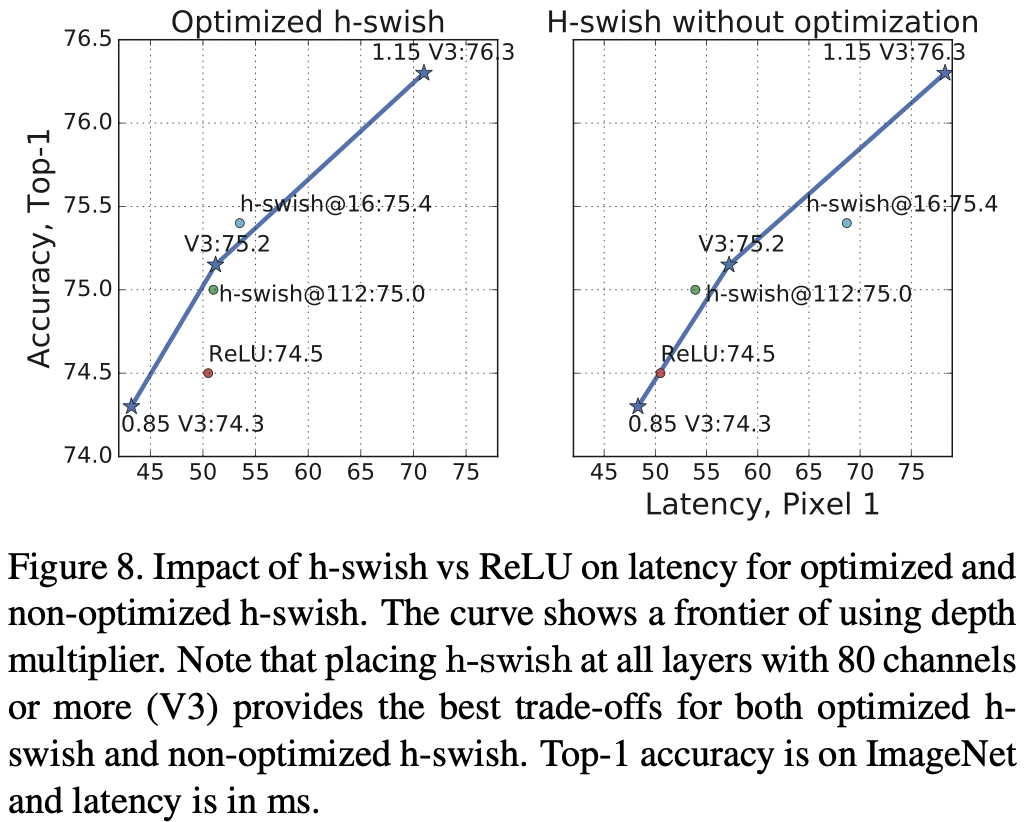 Optimized h-swish
H-swish without optimization
Accuracy, Top-1
76.5
76.0
75.5
75.0
74.5
74.0
1.15 V3:76.3
h-swish@16:75.4
V3:75.2
h-swish@112:75.0
ReLU:74.5
0.85 V3:74.3
45 50 55 60 65 70 75
1.15 V3:76.3
h-swish@16:75.4
V3:75.2
h-swish@112:75.0
ReLU:74.5
0.85 V3:74.3
45 50 55 60 65 70 75
Latency, Pixel 1
Figure 8. Impact of h-swish vs ReLU on latency for optimized and
non-optimized h-swish. The curve shows a frontier of using depth
multiplier. Note that placing h-swish at all layers with 80 channels
or more (V3) provides the best trade-offs for both optimized h-
swish and non-optimized h-swish. Top-1 accuracy is on ImageNet
and latency is in ms.